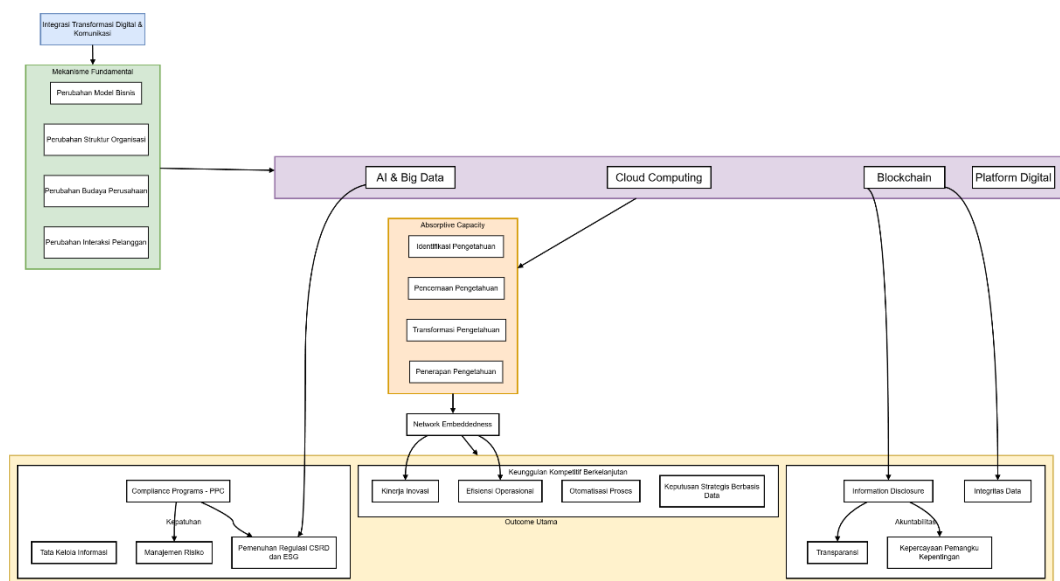 Integrasi Transformasi Digital &
Komunikasi
Mekanisme Fundamental
Perubahan Model Bisnis
Perubahan Struktur Organisasi
Perubahan Budaya Perusahaan
Perubahan Interaksi Pelanggan
AI & Big Data
Cloud Computing
Blockchain
Platform Digital
Absorptive Capacity
Identifikasi Pengetahuan
Pencernaan Pengetahuan
Transformasi Pengetahuan
Penerapan Pengetahuan
Network Embeddedness
Compliance Programs - PPC
Kepatuhan
Tata Kelola Informasi
Manajemen Risiko
Pemenuhan Regulasi CSRD
dan ESG
Keunggulan Kompetitif Berkelanjutan
Kinerja Inovasi
Efisiensi Operasional
Otomatisasi Proses
Keputusan Strategis Berbasis
Data
Outcome Utama
Information Disclosure
Integritas Data
Akuntabilitas
Transparansi
Kepercayaan Pemangku
Kepentingan